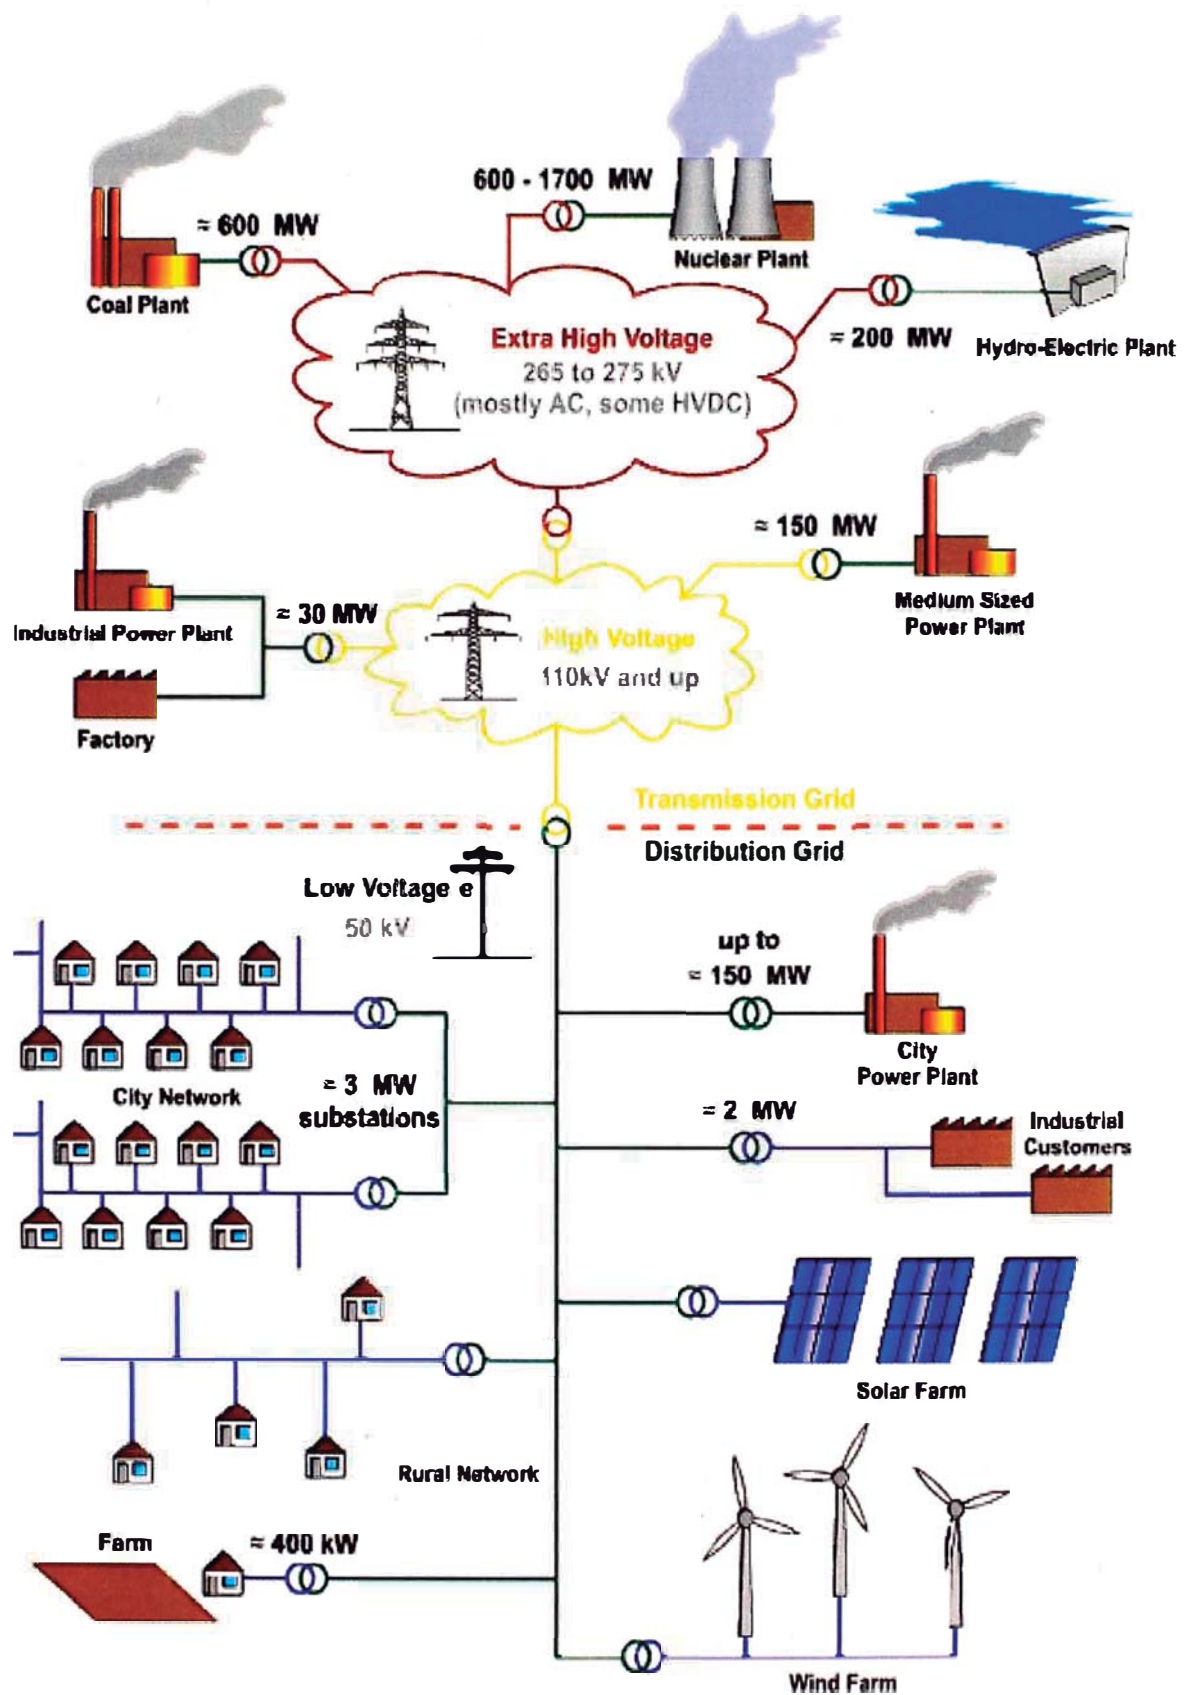 600 - 1700 MW
≈ 600 MW
Nuclear Plant
Coal Plant
Extra High Voltage
265 to 275 kV
(mostly AC, some HVDC)
≈ 200 MW
Hydro-Electric Plant
≈ 150 MW
Medium Sized
Power Plant
≈ 30 MW
Industrial Power Plant
High Voltage
110kV and up
Factory
Transmission Grid
Distribution Grid
Low Voltage e
50 kV
up to
≈ 150 MW
City
Power Plant
City Network
≈ 3 MW
substations
≈ 2 MW
Industrial
Customers
Solar Farm
Rural Network
Farm
≈ 400 kW
Wind Farm